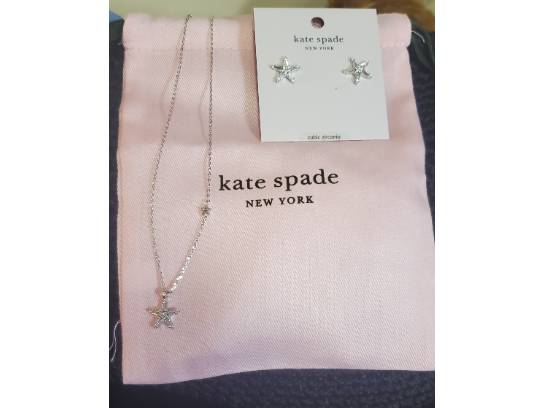 kate spade
NEW YORK
cubic zirconia
kate spade
NEW YORK